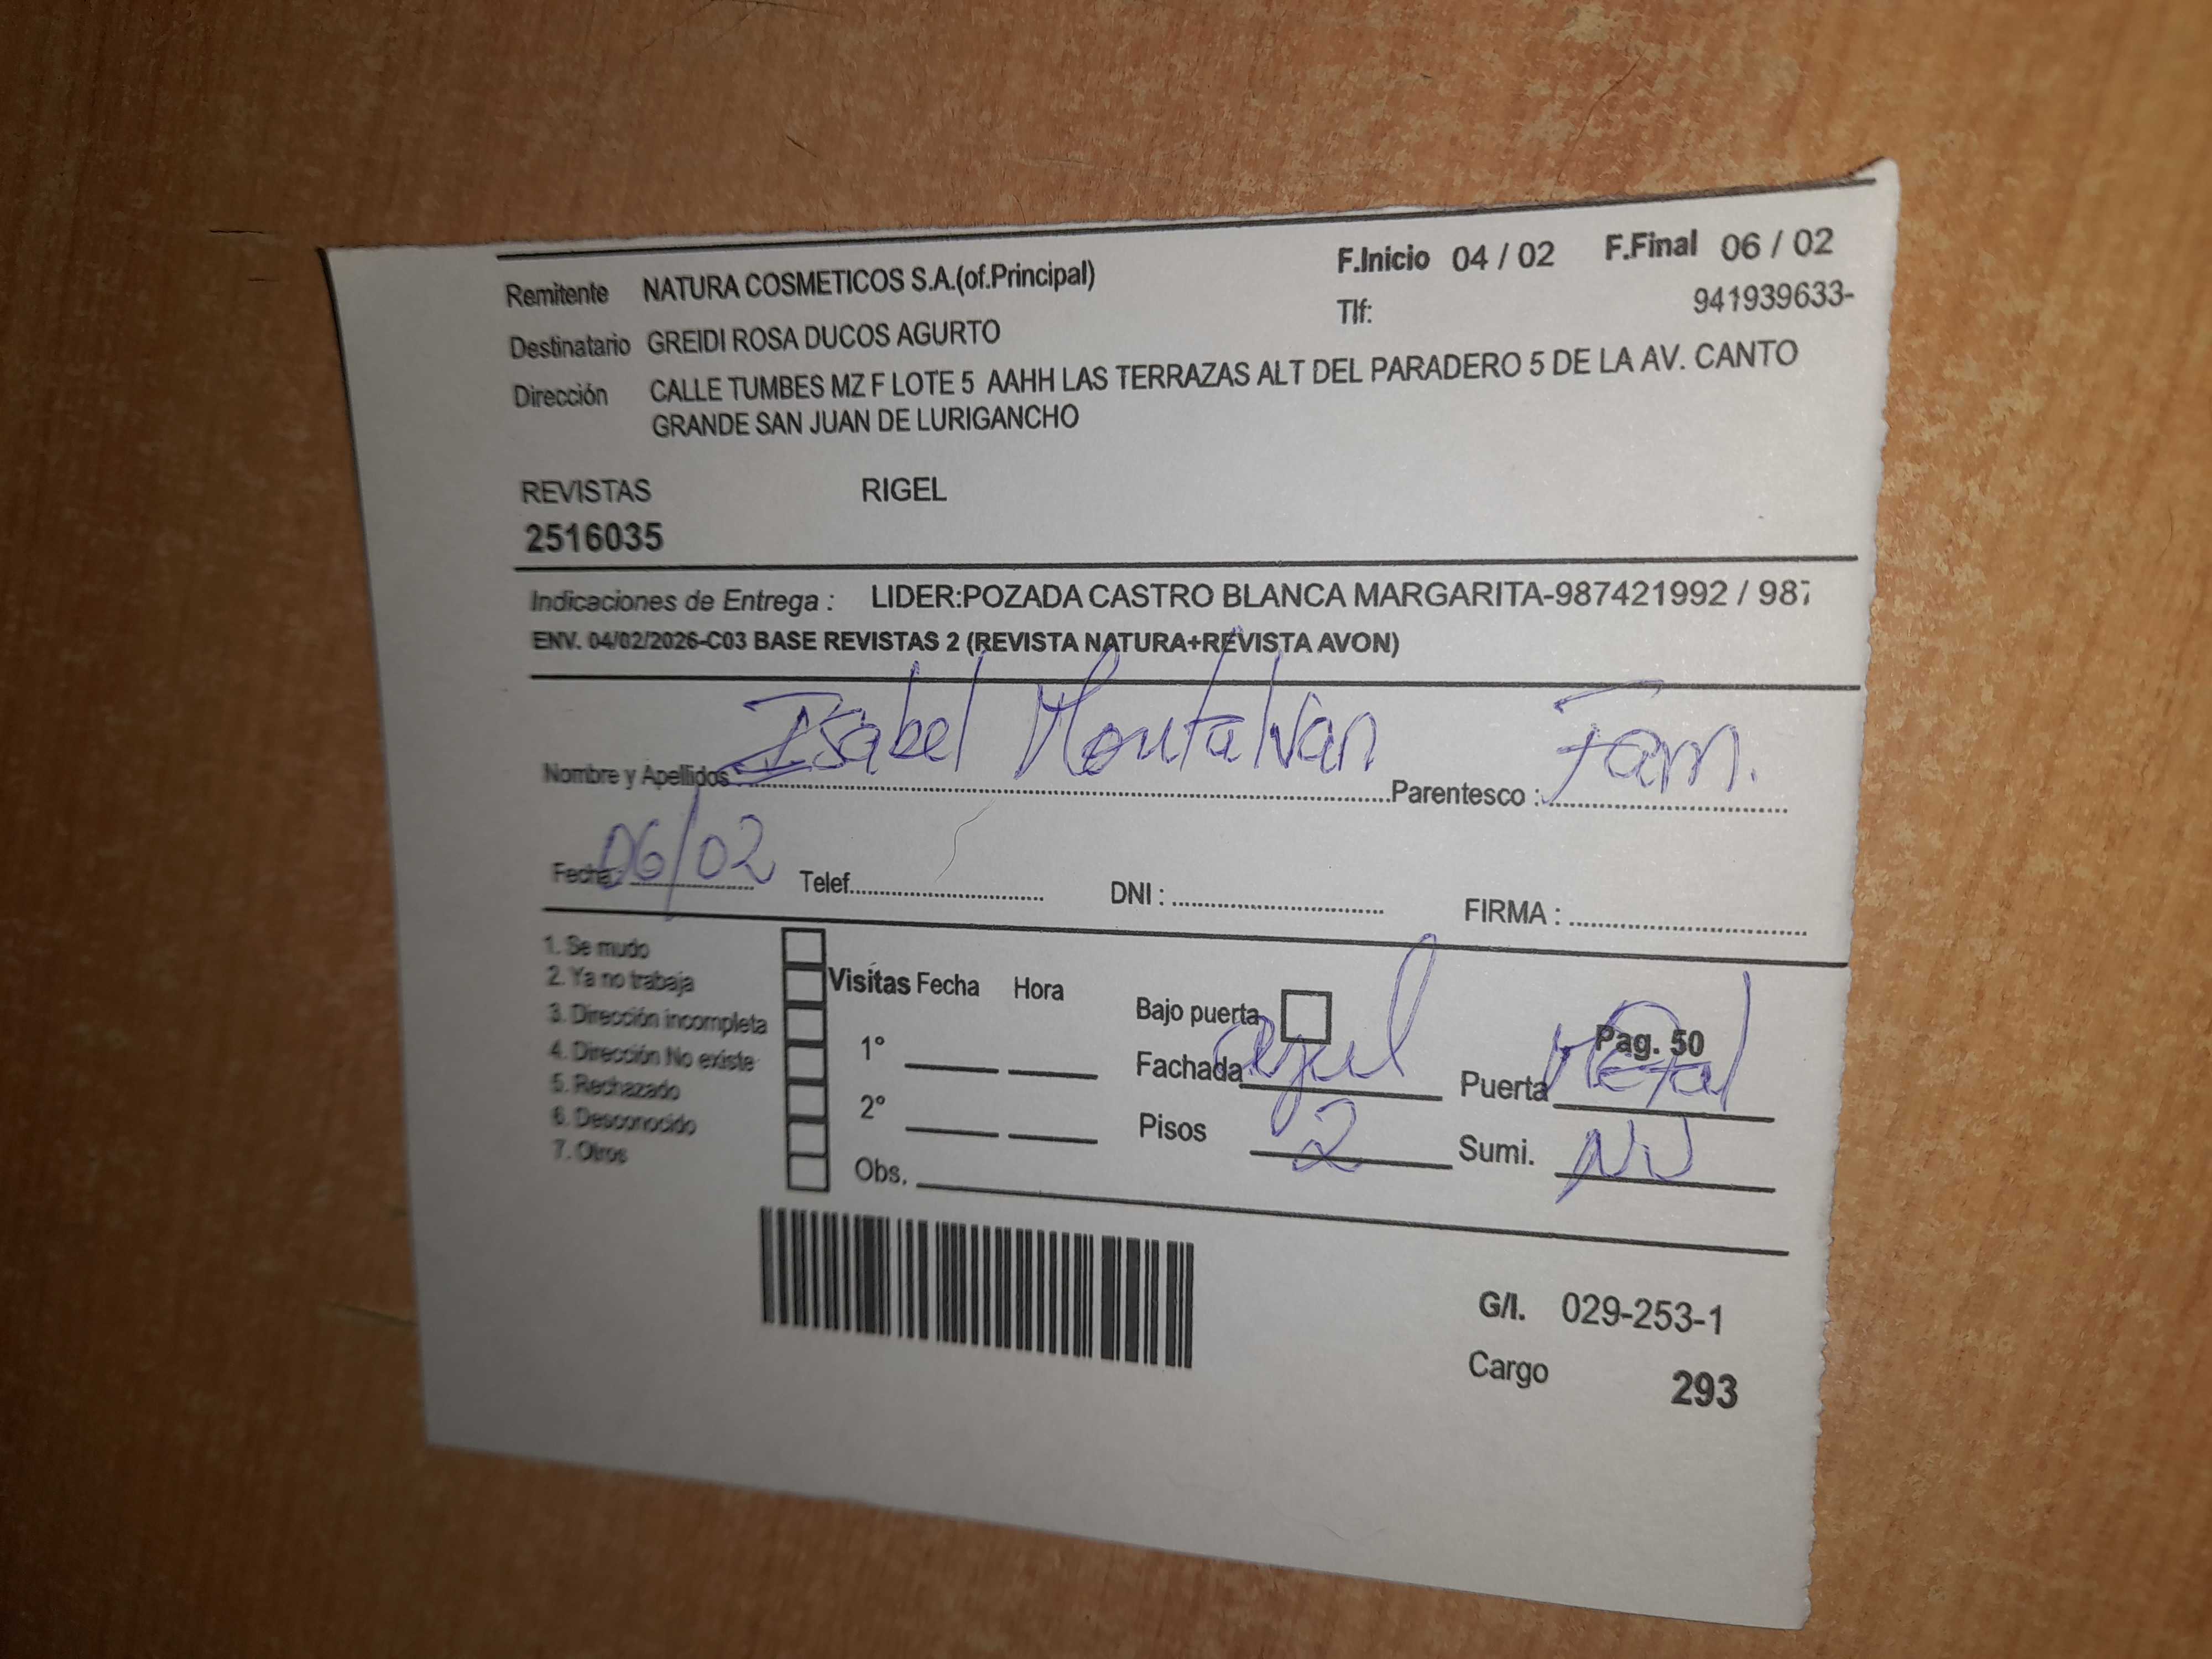 Remitente NATURA COSMETICOS S.A.(of.Principal) F.Inicio 04 / 02 F.Final 06 / 02
Destinatario GREIDI ROSA DUCOS AGURTO Tlf: 941939633-
Dirección CALLE TUMBES MZ F LOTE 5 AAHH LAS TERRAZAS ALT DEL PARADERO 5 DE LA AV. CANTO
GRANDE SAN JUAN DE LURIGANCHO
REVISTAS RIGEL
2516035
Indicaciones de Entrega : LIDER:POZADA CASTRO BLANCA MARGARITA-987421992 / 987
ENV. 04/02/2026-C03 BASE REVISTAS 2 (REVISTA NATURA+REVISTA AVON)
Nombre y Apellidos Isabel Montalvan Parentesco : Fam.
Fecha: 06/02 Telef. DNI : FIRMA :
1. Se mudo
2. Ya no trabaja
3. Dirección incompleta
4. Dirección No existe
5. Rechazado
6. Desconocido
7. Otros
Visitas Fecha Hora
1°
2°
Obs.
Bajo puerta Pag. 50
Fachada azul Puerta Metal
Pisos 2 Sumi.
G/I. 029-253-1
Cargo 293